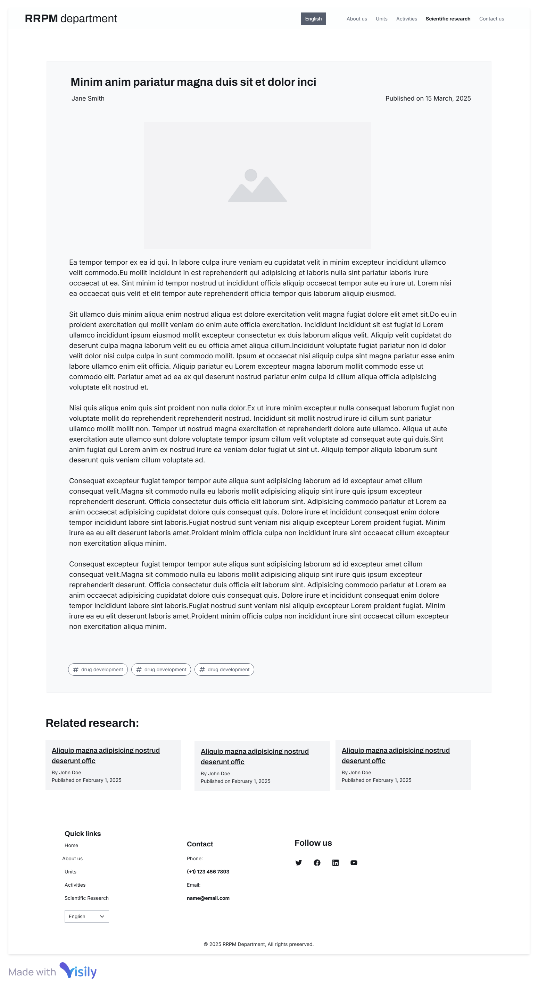 RRPM department
English
About us
Units
Activities
Scientific research
Contact us
Minim anim pariatur magna duis sit et dolor inci
Jane Smith
Published on 15 March, 2025
Ea tempor tempor ex ea id qui. In labore culpa irure veniam eu cupidatat velit in minim excepteur incididunt ullamco
velit commodo.Eu mollit incididunt in est reprehenderit qui adipisicing et laboris nulla sint pariatur laboris irure
occaecat ut ea. Sint minim id tempor nostrud ut incididunt officia aliquip occaecat tempor aute eu irure ut. Lorem nisi
ea occaecat quis velit et elit tempor aute reprehenderit officia tempor quis laborum aliquip eiusmod.
Sit ullamco duis minim aliqua enim nostrud aliqua est dolore exercitation velit magna fugiat dolore elit amet sit.Do eu in
proident exercitation qui mollit veniam do enim aute officia exercitation. Incididunt incididunt sit est fugiat id Lorem
ullamco incididunt ipsum eiusmod mollit excepteur consectetur ex duis laborum aliqua velit. Aliquip velit cupidatat do
deserunt culpa magna laborum velit eu eu officia amet aliqua cillum.Incididunt voluptate fugiat pariatur non id dolor
velit dolor nisi culpa culpa in sunt commodo mollit. Ipsum et occaecat nisi aliquip culpa sint magna pariatur esse anim
labore ullamco enim elit officia. Aliquip pariatur eu Lorem excepteur magna laborum mollit commodo esse ut
commodo elit. Pariatur amet ad ea ex qui deserunt nostrud pariatur enim culpa id cillum aliqua officia adipisicing
voluptate elit nostrud et.
Nisi quis aliqua enim quis sint proident non nulla dolor.Ex ut irure minim excepteur nulla consequat laborum fugiat non
voluptate mollit do reprehenderit reprehenderit nostrud. Incididunt sit mollit nostrud irure id cillum sunt pariatur
ullamco mollit mollit non. Tempor ut nostrud magna exercitation et reprehenderit dolore aute ullamco. Aliqua ut aute
exercitation aute ullamco sunt dolore voluptate tempor ipsum cillum velit voluptate ad consequat aute qui duis.Sint
anim fugiat qui Lorem anim ex nostrud irure ea veniam dolor fugiat ut sint ut. Aliquip tempor aliquip laborum sunt
deserunt quis veniam cillum voluptate ad.
Consequat excepteur fugiat tempor tempor aute aliqua sunt adipisicing laborum ad id excepteur amet cillum
consequat velit.Magna sit commodo nulla eu laboris mollit adipisicing aliquip sint irure quis ipsum excepteur
reprehenderit deserunt. Officia consectetur duis officia elit laborum sint. Adipisicing commodo pariatur et Lorem ea
anim occaecat adipisicing cupidatat dolore duis consequat quis. Dolore irure et incididunt consequat enim dolore
tempor incididunt labore sint laboris.Fugiat nostrud sunt veniam nisi aliquip excepteur Lorem proident fugiat. Minim
irure ea eu elit deserunt laboris amet.Proident minim officia culpa non incididunt irure sint occaecat cillum excepteur
non exercitation aliqua minim.
Consequat excepteur fugiat tempor tempor aute aliqua sunt adipisicing laborum ad id excepteur amet cillum
consequat velit.Magna sit commodo nulla eu laboris mollit adipisicing aliquip sint irure quis ipsum excepteur
reprehenderit deserunt. Officia consectetur duis officia elit laborum sint. Adipisicing commodo pariatur et Lorem ea
anim occaecat adipisicing cupidatat dolore duis consequat quis. Dolore irure et incididunt consequat enim dolore
tempor incididunt labore sint laboris.Fugiat nostrud sunt veniam nisi aliquip excepteur Lorem proident fugiat. Minim
irure ea eu elit deserunt laboris amet.Proident minim officia culpa non incididunt irure sint occaecat cillum excepteur
non exercitation aliqua minim.
# drug development
# drug development
# drug development
Related research:
Aliquip magna adipisicing nostrud
deserunt offic
By John Doe
Published on February 1, 2025
Aliquip magna adipisicing nostrud
deserunt offic
By John Doe
Published on February 1, 2025
Aliquip magna adipisicing nostrud
deserunt offic
By John Doe
Published on February 1, 2025
Quick links
Home
About us
Units
Activities
Scientific Research
English
Contact
Phone:
(+1) 123 456 7893
Email:
name@email.com
Follow us
© 2025 RRPM Department, All rights preserved.
Made with Visily